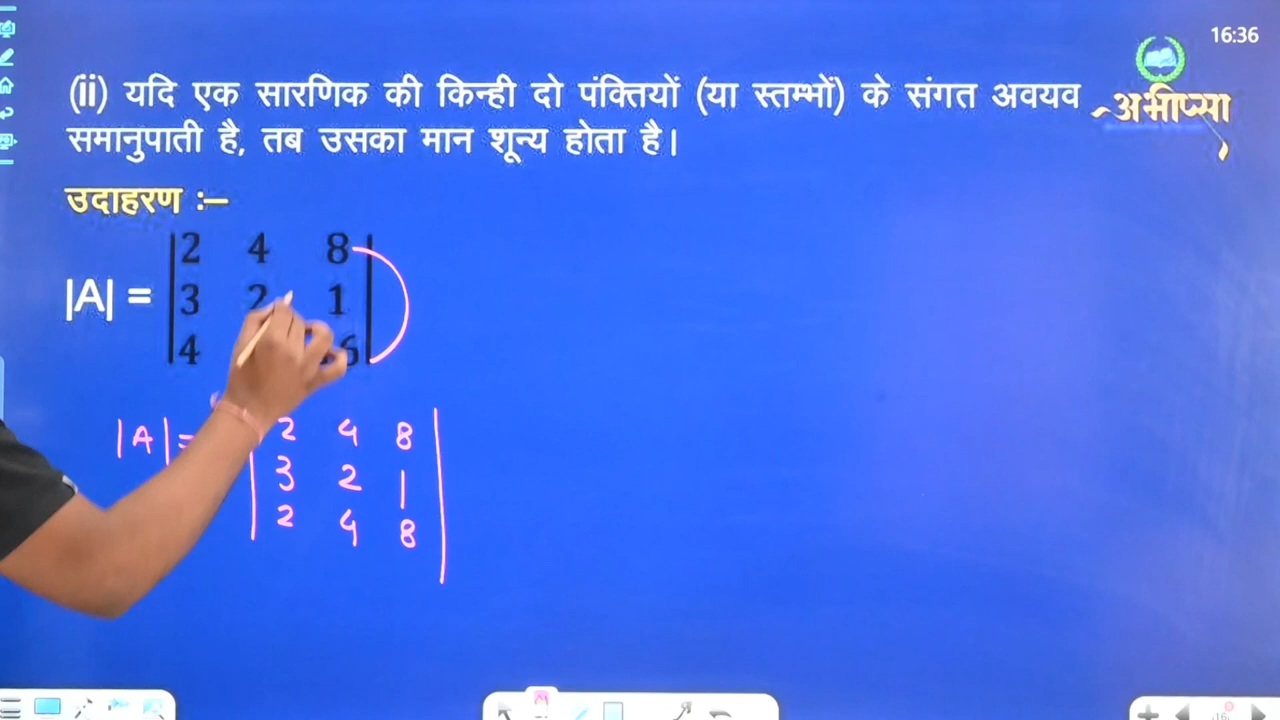 16:36
(ii) यदि एक सारणिक की किन्ही दो पंक्तियों (या स्तम्भों) के संगत अवयव
अभीप्सा
समानुपाती है, तब उसका मान शून्य होता है।
उदाहरण :–
2 4 8
|A| = 3 2 1
4 6
|A| = 2 4 8
3 2 1
2 4 8